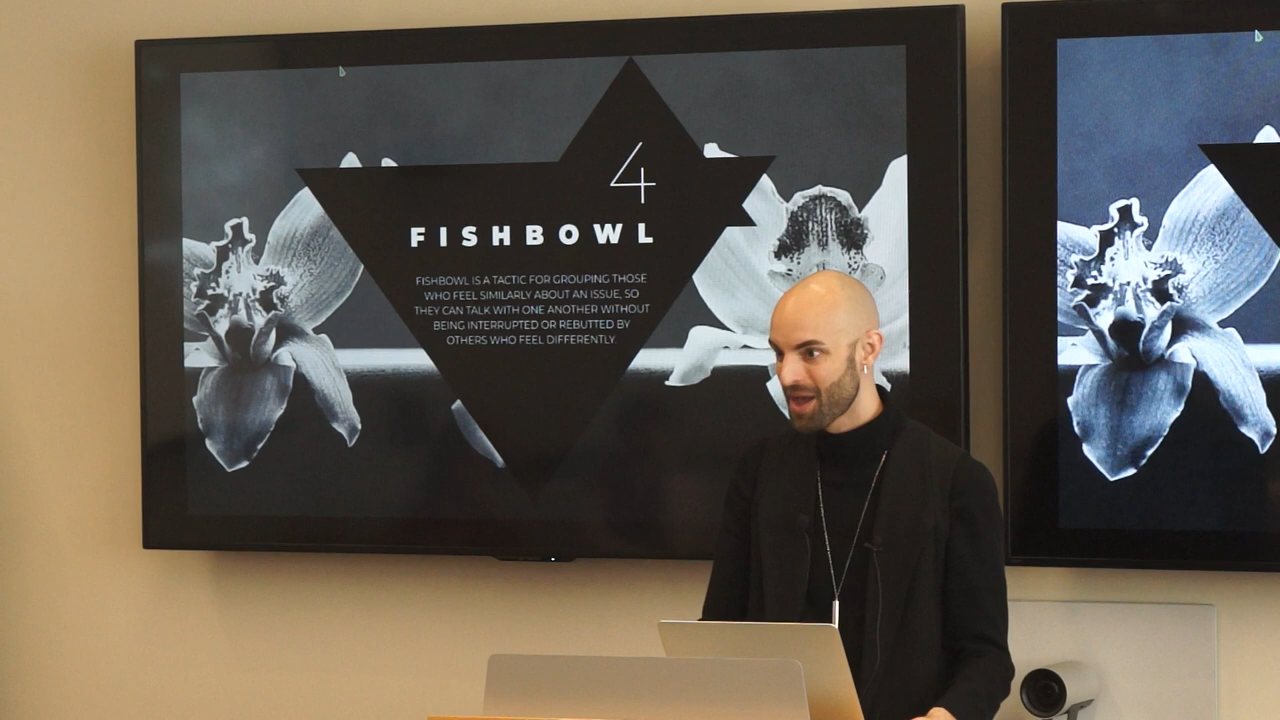 4
FISHBOWL
FISHBOWL IS A TACTIC FOR GROUPING THOSE
WHO FEEL SIMILARLY ABOUT AN ISSUE, SO
THEY CAN TALK WITH ONE ANOTHER WITHOUT
BEING INTERRUPTED OR REBUTTED BY
OTHERS WHO FEEL DIFFERENTLY.